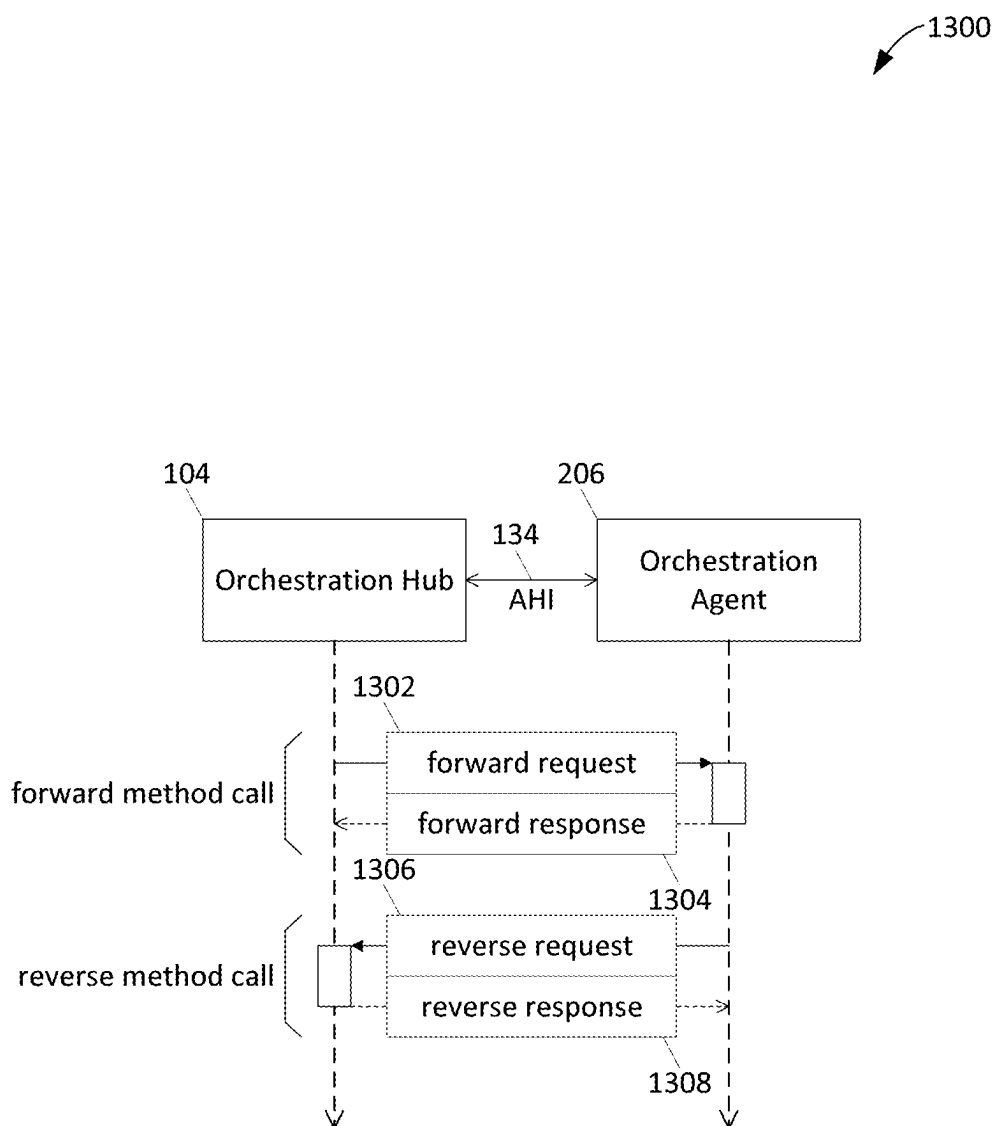 1300
104
206
134
Orchestration Hub
AHI
Orchestration
Agent
1302
forward method call
forward request
forward response
1304
1306
reverse method call
reverse request
reverse response
1308